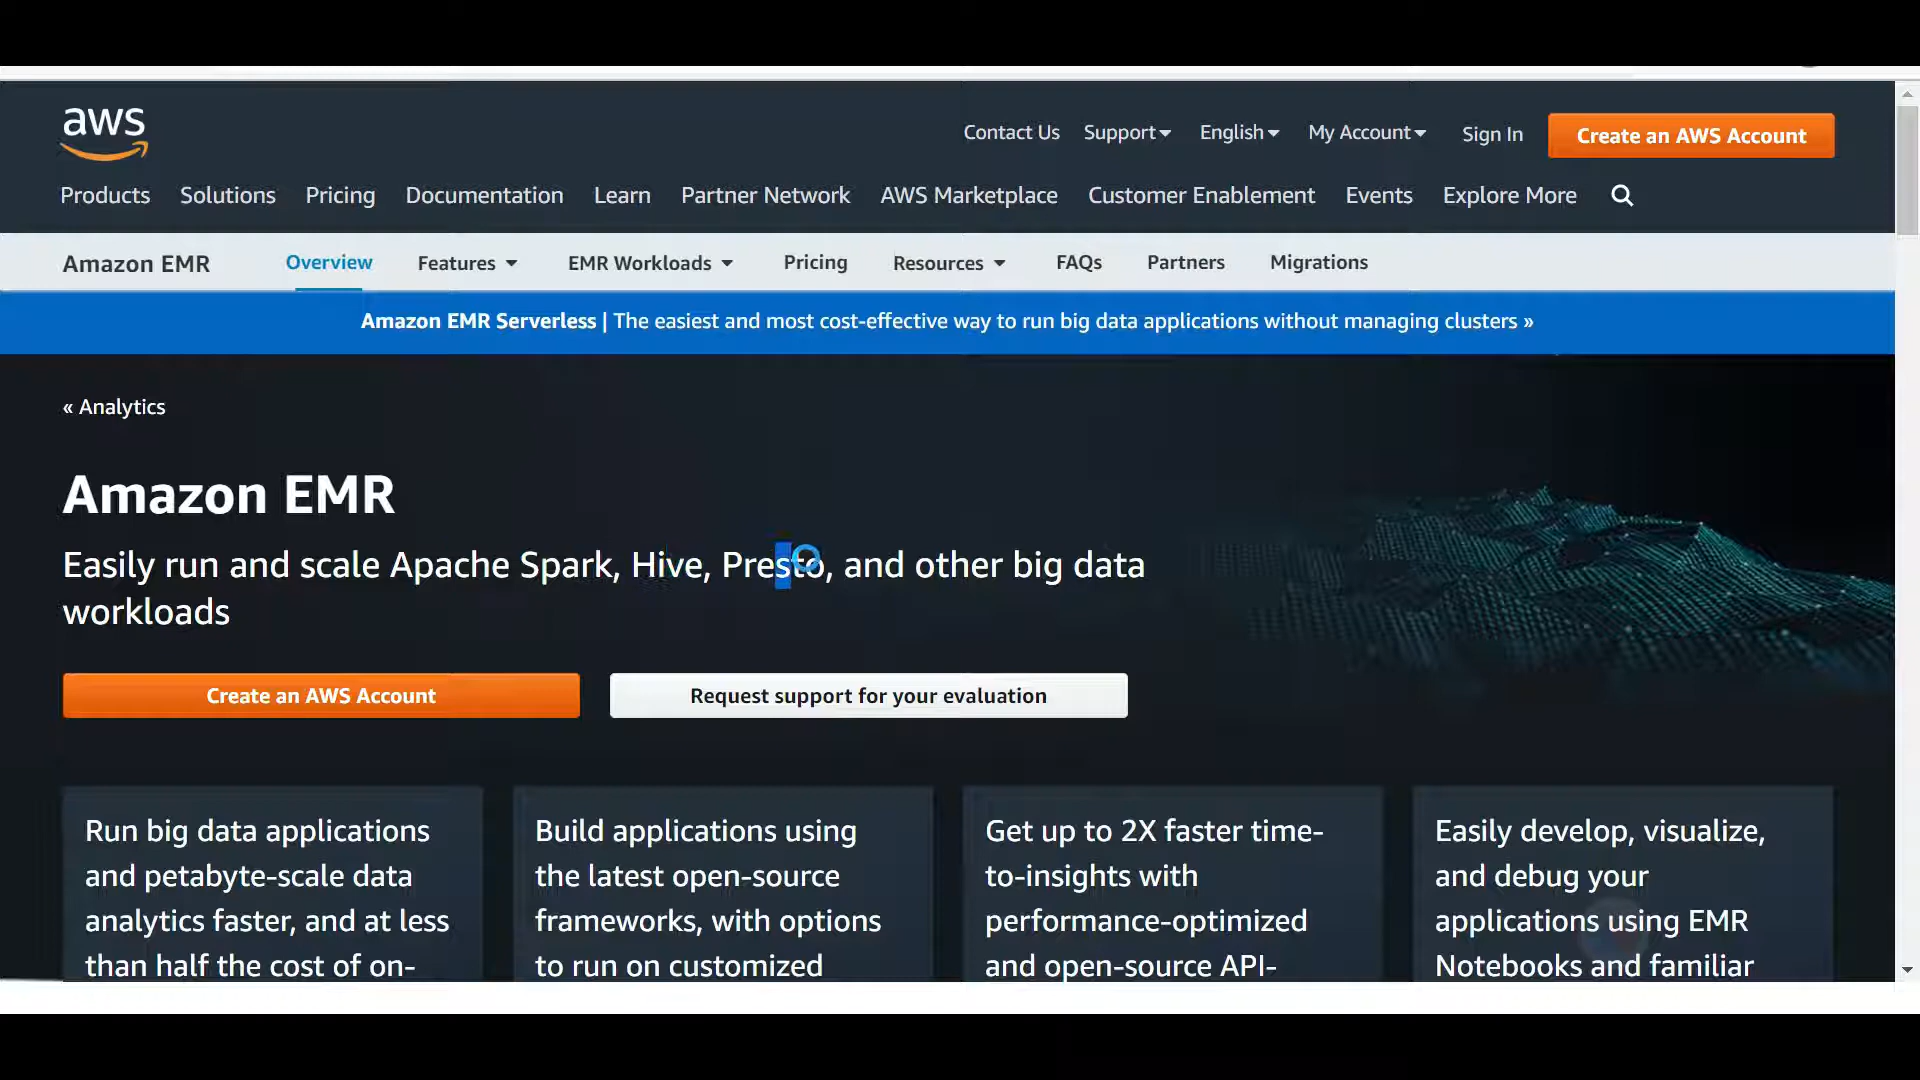 aws
Contact Us Support English My Account Sign In Create an AWS Account
Products Solutions Pricing Documentation Learn Partner Network AWS Marketplace Customer Enablement Events Explore More
Amazon EMR Overview Features EMR Workloads Pricing Resources FAQs Partners Migrations
Amazon EMR Serverless | The easiest and most cost-effective way to run big data applications without managing clusters »
« Analytics
Amazon EMR
Easily run and scale Apache Spark, Hive, Presto, and other big data
workloads
Create an AWS Account Request support for your evaluation
Run big data applications
and petabyte-scale data
analytics faster, and at less
than half the cost of on-
Build applications using
the latest open-source
frameworks, with options
to run on customized
Get up to 2X faster time-
to-insights with
performance-optimized
and open-source API-
Easily develop, visualize,
and debug your
applications using EMR
Notebooks and familiar